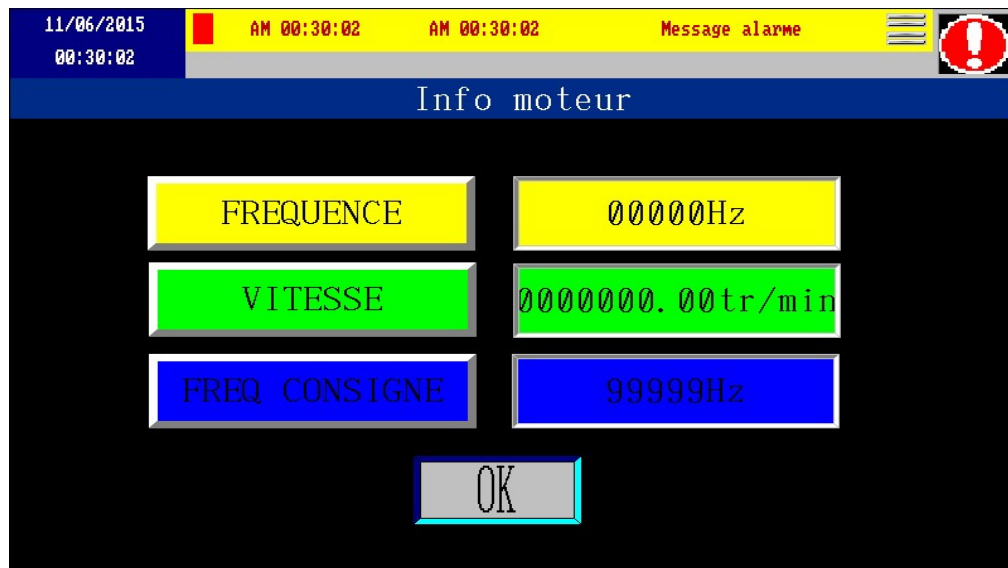 11/06/2015
00:30:02
AM 00:30:02 AM 00:30:02 Message alarme
Info moteur
FREQUENCE 00000Hz
VITESSE 0000000.00tr/min
FREQ CONSIGNE 99999Hz
OK